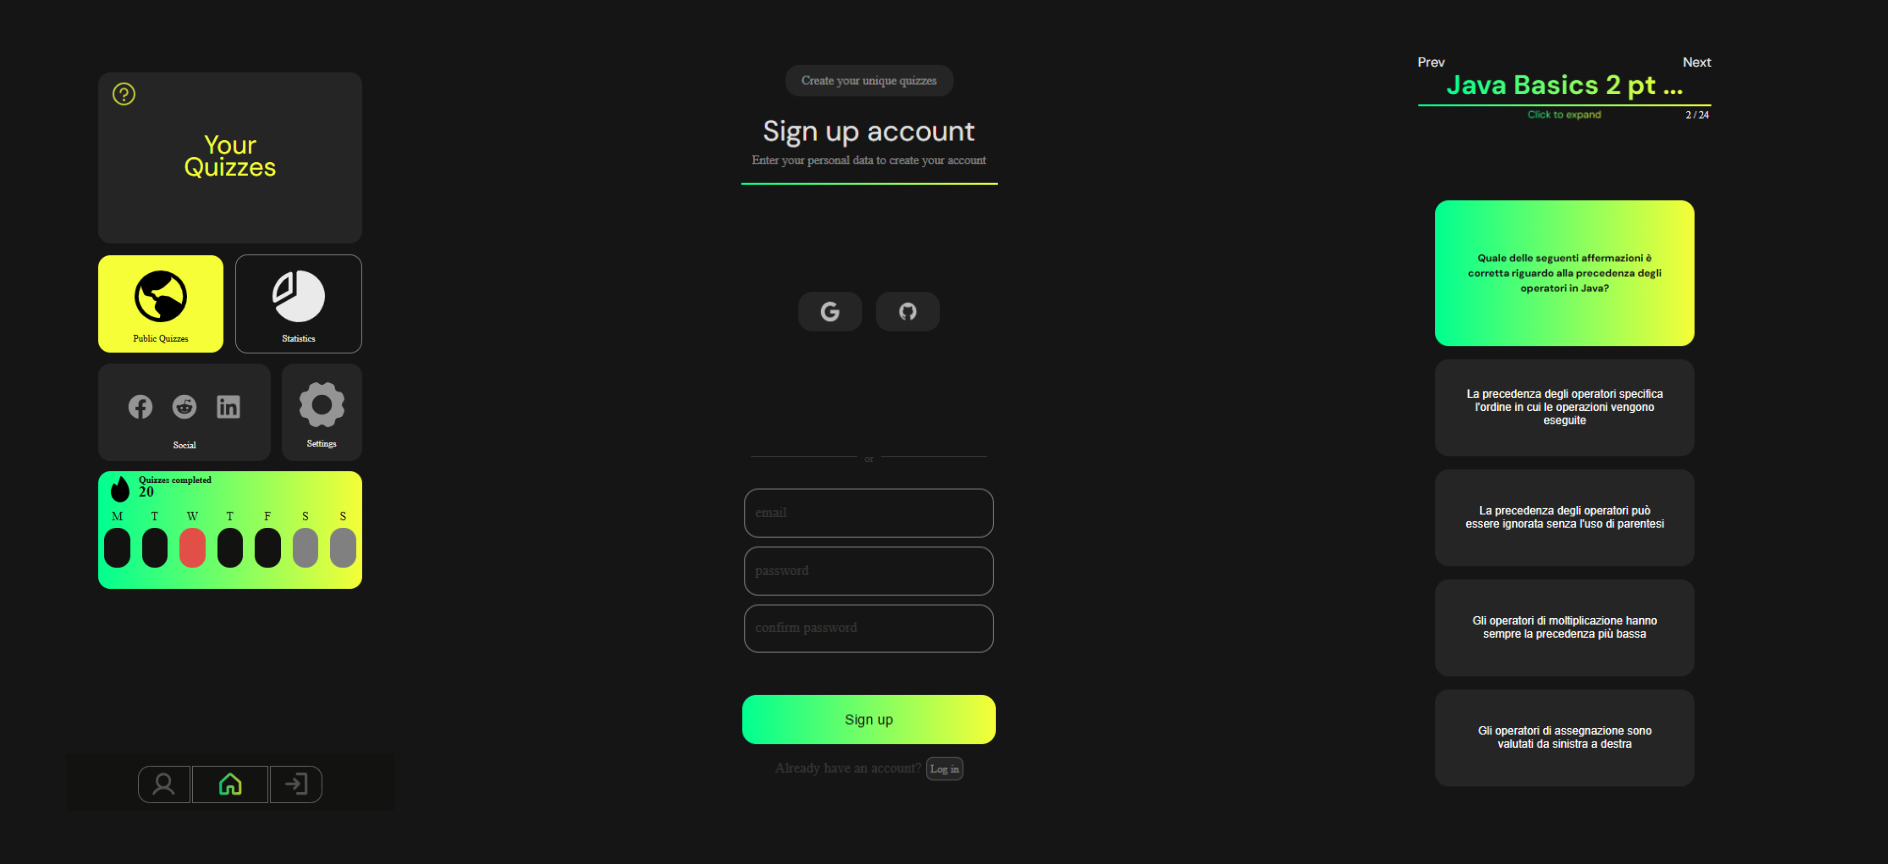 Your
Quizzes
Public Quizzes
Statistics
Social
Settings
Quizzes completed
20
M T W T F S S
Create your unique quizzes
Sign up account
Enter your personal data to create your account
or
email
password
confirm password
Sign up
Already have an account? Log in
Prev Next
Java Basics 2 pt ...
Click to expand 2 / 24
Quale delle seguenti affermazioni è
corretta riguardo alla precedenza degli
operatori in Java?
La precedenza degli operatori specifica
l'ordine in cui le operazioni vengono
eseguite
La precedenza degli operatori può
essere ignorata senza l'uso di parentesi
Gli operatori di moltiplicazione hanno
sempre la precedenza più bassa
Gli operatori di assegnazione sono
valutati da sinistra a destra